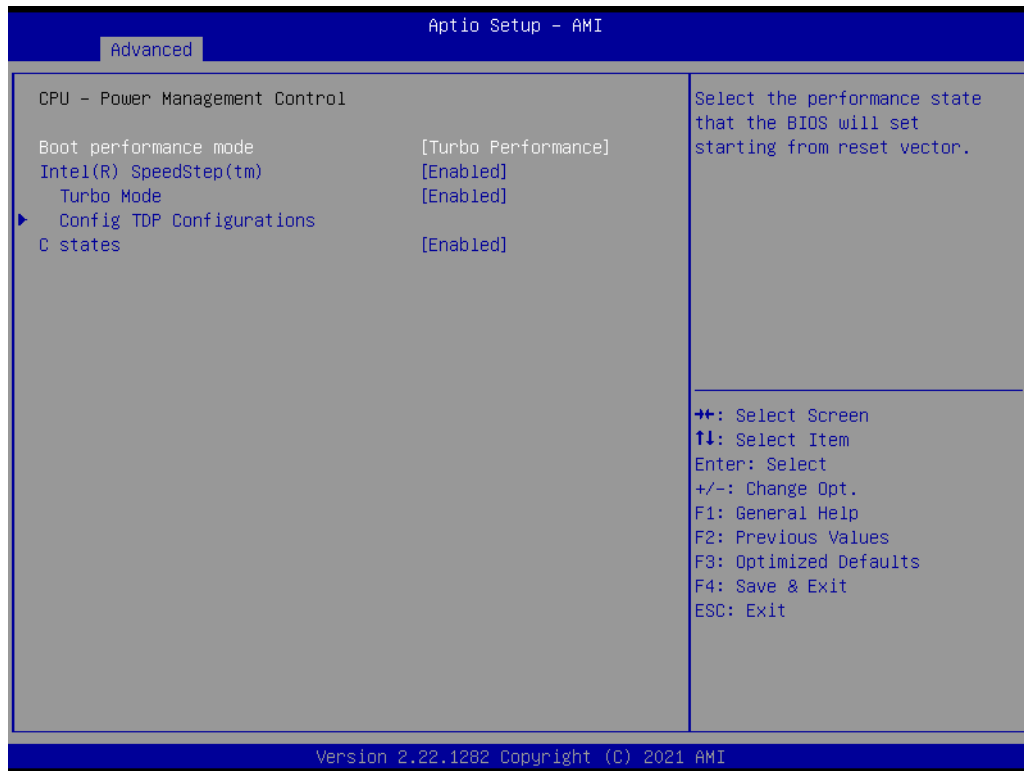 Aptio Setup – AMI
Advanced
CPU – Power Management Control
Boot performance mode [Turbo Performance]
Intel(R) SpeedStep(tm) [Enabled]
Turbo Mode [Enabled]
Config TDP Configurations
C states [Enabled]
Select the performance state
that the BIOS will set
starting from reset vector.
→←: Select Screen
↑↓: Select Item
Enter: Select
+/-: Change Opt.
F1: General Help
F2: Previous Values
F3: Optimized Defaults
F4: Save & Exit
ESC: Exit
Version 2.22.1282 Copyright (C) 2021 AMI